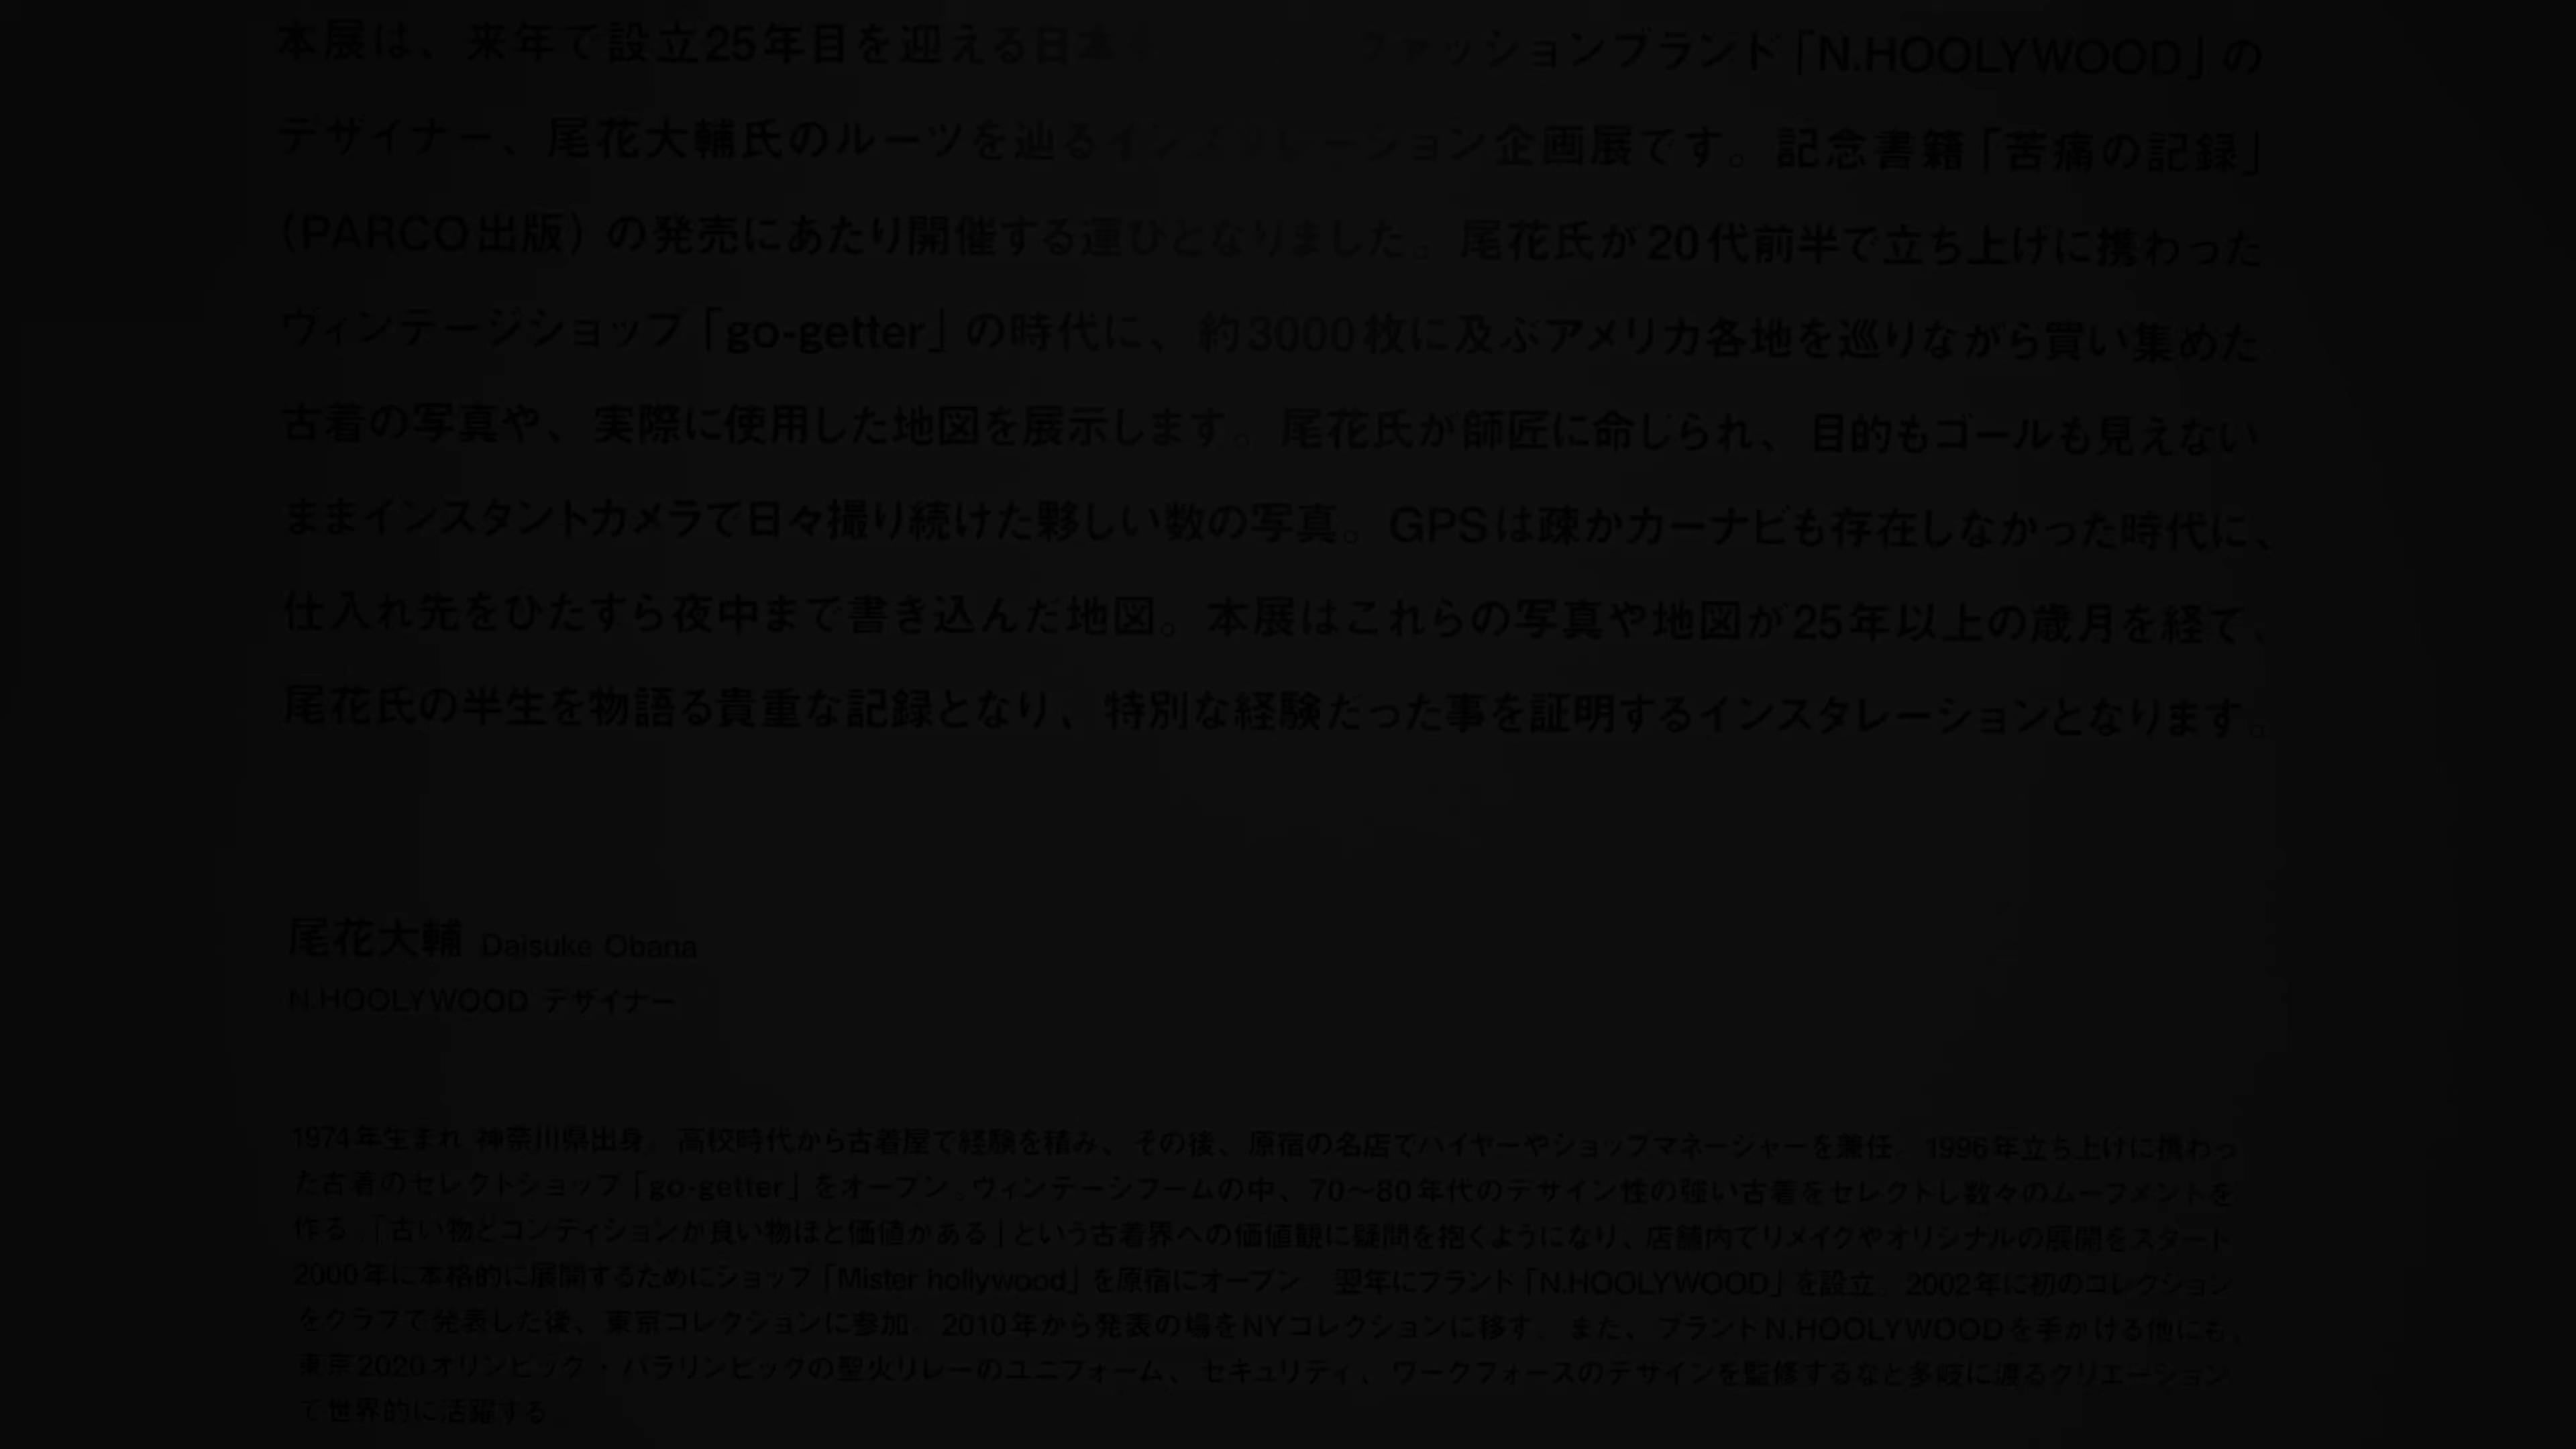 本展は、来年で設立25年目を迎える日本 ファッションブランド「N.HOOLYWOOD」の
デザイナー、尾花大輔氏のルーツを辿るインスタレーション企画展です。記念書籍「苦痛の記録」
（PARCO出版）の発売にあたり開催する運びとなりました。尾花氏が20代前半で立ち上げに携わった
ヴィンテージショップ「go-getter」の時代に、約3000枚に及ぶアメリカ各地を巡りながら買い集めた
古着の写真や、実際に使用した地図を展示します。尾花氏が師匠に命じられ、目的もゴールも見えない
ままインスタントカメラで日々撮り続けた夥しい数の写真。GPSは疎かカーナビも存在しなかった時代に、
仕入れ先をひたすら夜中まで書き込んだ地図。本展はこれらの写真や地図が25年以上の歳月を経て、
尾花氏の半生を物語る貴重な記録となり、特別な経験だった事を証明するインスタレーションとなります。
尾花大輔 Daisuke Obana
N.HOOLYWOOD デザイナー
1974年生まれ 神奈川県出身。高校時代から古着屋で経験を積み、その後、原宿の名店でバイヤーやショップマネージャーを兼任。1996年立ち上げに携わっ
た古着のセレクトショップ「go-getter」をオープン。ヴィンテージブームの中、70〜80年代のデザイン性の強い古着をセレクトし数々のムーブメントを
作る。「古い物とコンディションが良い物ほど価値がある」という古着界への価値観に疑問を抱くようになり、店舗内でリメイクやオリジナルの展開をスタート
2000年に本格的に展開するためにショップ「Mister hollywood」を原宿にオープン。翌年にブランド「N.HOOLYWOOD」を設立。2002年に初のコレクション
をクラブで発表した後、東京コレクションに参加。2010年から発表の場をNYコレクションに移す。また、ブランドN.HOOLYWOODを手がける他にも、
東京2020オリンピック・パラリンピックの聖火リレーのユニフォーム、セキュリティ、ワークフォースのデザインを監修するなど多岐に渡るクリエーション
で世界的に活躍する